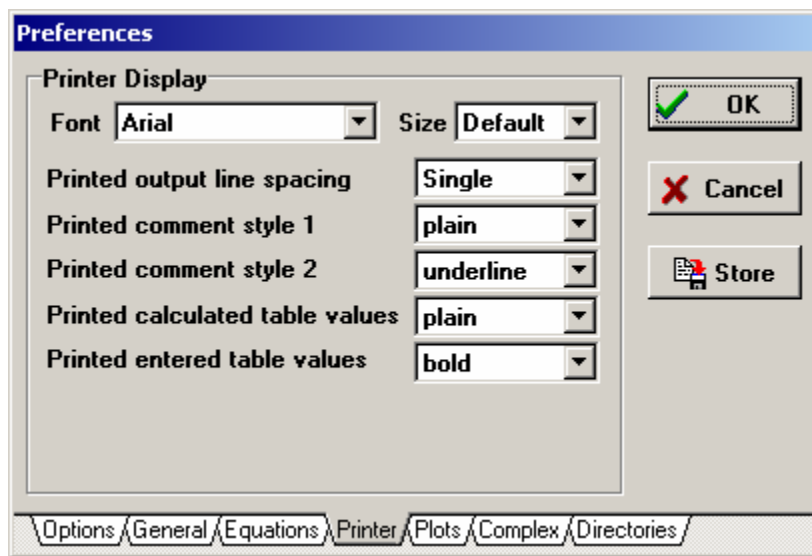 Preferences
Printer Display
Font Arial Size Default
Printed output line spacing Single
Printed comment style 1 plain
Printed comment style 2 underline
Printed calculated table values plain
Printed entered table values bold
OK
Cancel
Store
Options General Equations Printer Plots Complex Directories